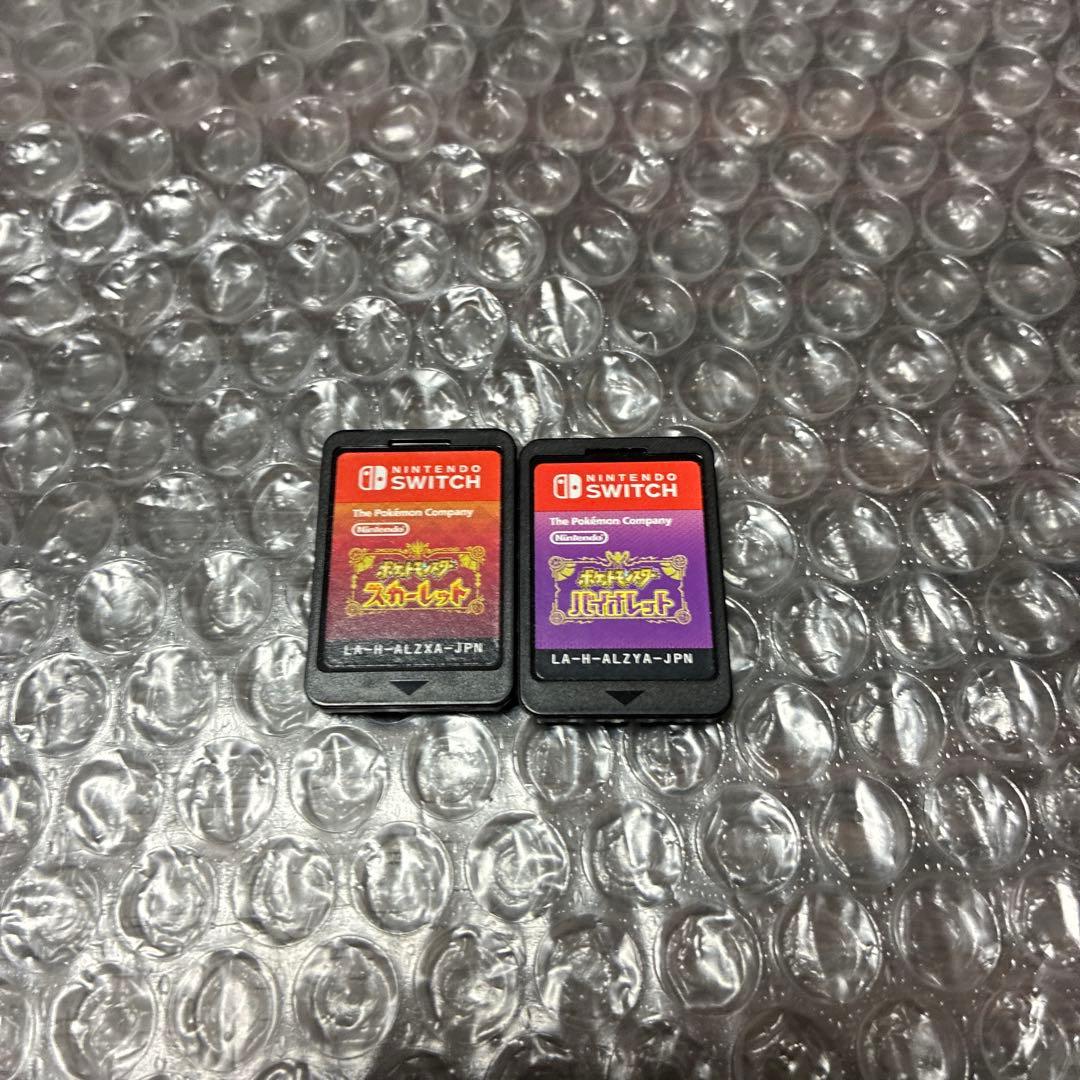 NINTENDO
SWITCH
The Pokémon Company
Nintendo
ポケットモンスター
スカーレット
LA-H-ALZXA-JPN
NINTENDO
SWITCH
The Pokémon Company
Nintendo
ポケットモンスター
バイオレット
LA-H-ALZYA-JPN